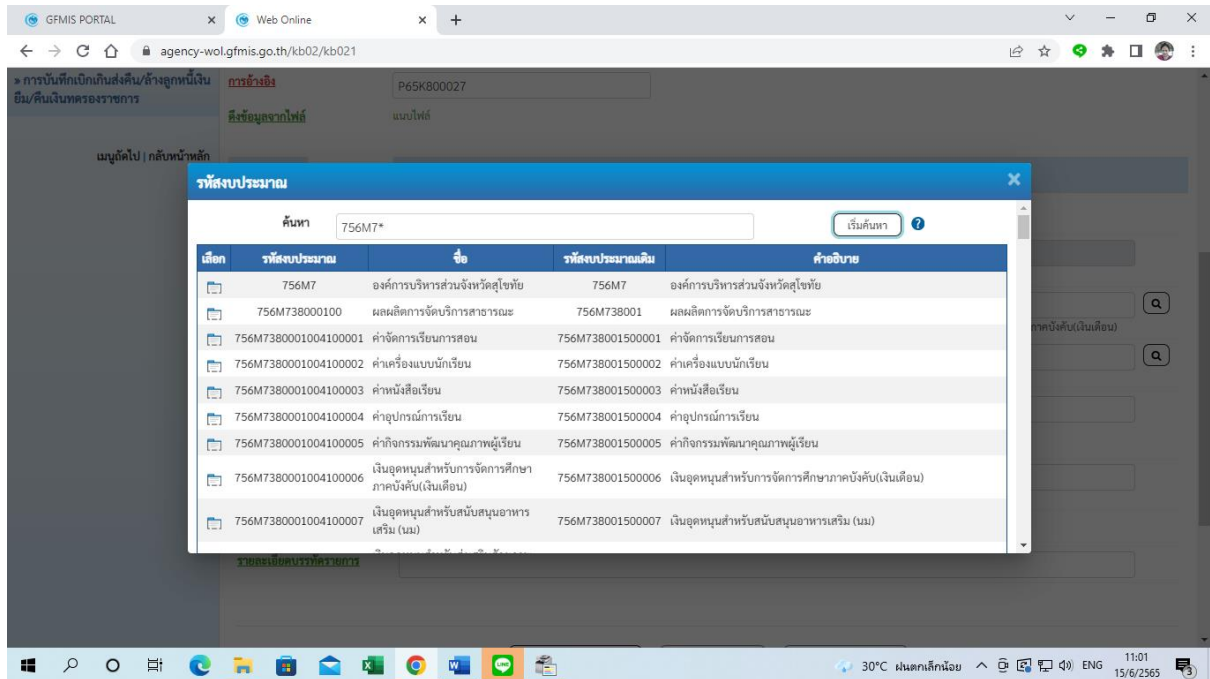 GFMIS PORTAL
Web Online
agency-wol.gfmis.go.th/kb02/kb021
» การบันทึกเบิกเกินส่งคืน/ล้างลูกหนี้เงิน
ยืม/คืนเงินทดรองราชการ
การอ้างอิง
P65K800027
ดึงข้อมูลจากไฟล์
แนบไฟล์
เมนูถัดไป | กลับหน้าหลัก
รหัสงบประมาณ
ค้นหา
756M7*
เริ่มค้นหา
เลือก รหัสงบประมาณ ชื่อ รหัสงบประมาณเดิม คำอธิบาย
756M7 องค์การบริหารส่วนจังหวัดสุโขทัย 756M7 องค์การบริหารส่วนจังหวัดสุโขทัย
756M738000100 ผลผลิตการจัดบริการสาธารณะ 756M738001 ผลผลิตการจัดบริการสาธารณะ
756M7380001004100001 ค่าจัดการเรียนการสอน 756M738001500001 ค่าจัดการเรียนการสอน
756M7380001004100002 ค่าเครื่องแบบนักเรียน 756M738001500002 ค่าเครื่องแบบนักเรียน
756M7380001004100003 ค่าหนังสือเรียน 756M738001500003 ค่าหนังสือเรียน
756M7380001004100004 ค่าอุปกรณ์การเรียน 756M738001500004 ค่าอุปกรณ์การเรียน
756M7380001004100005 ค่ากิจกรรมพัฒนาคุณภาพผู้เรียน 756M738001500005 ค่ากิจกรรมพัฒนาคุณภาพผู้เรียน
756M7380001004100006 เงินอุดหนุนสำหรับการจัดการศึกษา
ภาคบังคับ(เงินเดือน) 756M738001500006 เงินอุดหนุนสำหรับการจัดการศึกษาภาคบังคับ(เงินเดือน)
756M7380001004100007 เงินอุดหนุนสำหรับสนับสนุนอาหาร
เสริม (นม) 756M738001500007 เงินอุดหนุนสำหรับสนับสนุนอาหารเสริม (นม)
าคบังคับ(เงินเดือน)
รายละเอียดบรรทัดรายการ
30°C ฝนตกเล็กน้อย
ENG
11:01
15/6/2565